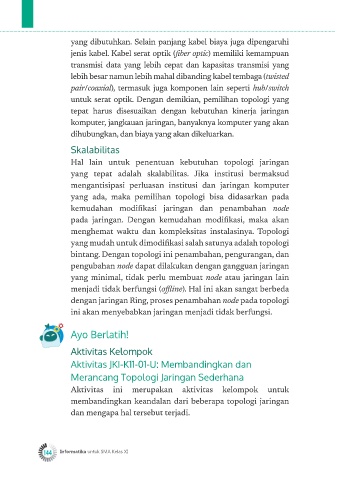 yang dibutuhkan. Selain panjang kabel biaya juga dipengaruhi
jenis kabel. Kabel serat optik (fiber optic) memiliki kemampuan
transmisi data yang lebih cepat dan kapasitas transmisi yang
lebih besar namun lebih mahal dibanding kabel tembaga (twisted
pair/coaxial), termasuk juga komponen lain seperti hub/switch
untuk serat optik. Dengan demikian, pemilihan topologi yang
tepat harus disesuaikan dengan kebutuhan kinerja jaringan
komputer, jangkauan jaringan, banyaknya komputer yang akan
dihubungkan, dan biaya yang akan dikeluarkan.
Skalabilitas
Hal lain untuk penentuan kebutuhan topologi jaringan
yang tepat adalah skalabilitas. Jika institusi bermaksud
mengantisipasi perluasan institusi dan jaringan komputer
yang ada, maka pemilihan topologi bisa didasarkan pada
kemudahan modifikasi jaringan dan penambahan node
pada jaringan. Dengan kemudahan modifikasi, maka akan
menghemat waktu dan kompleksitas instalasinya. Topologi
yang mudah untuk dimodifikasi salah satunya adalah topologi
bintang. Dengan topologi ini penambahan, pengurangan, dan
pengubahan node dapat dilakukan dengan gangguan jaringan
yang minimal, tidak perlu membuat node atau jaringan lain
menjadi tidak berfungsi (offline). Hal ini akan sangat berbeda
dengan jaringan Ring, proses penambahan node pada topologi
ini akan menyebabkan jaringan menjadi tidak berfungsi.
Ayo Berlatih!
Aktivitas Kelompok
Aktivitas JKI-K11-01-U: Membandingkan dan
Merancang Topologi Jaringan Sederhana
Aktivitas ini merupakan aktivitas kelompok untuk
membandingkan keandalan dari beberapa topologi jaringan
dan mengapa hal tersebut terjadi.
144 Informatika untuk SMA Kelas XI